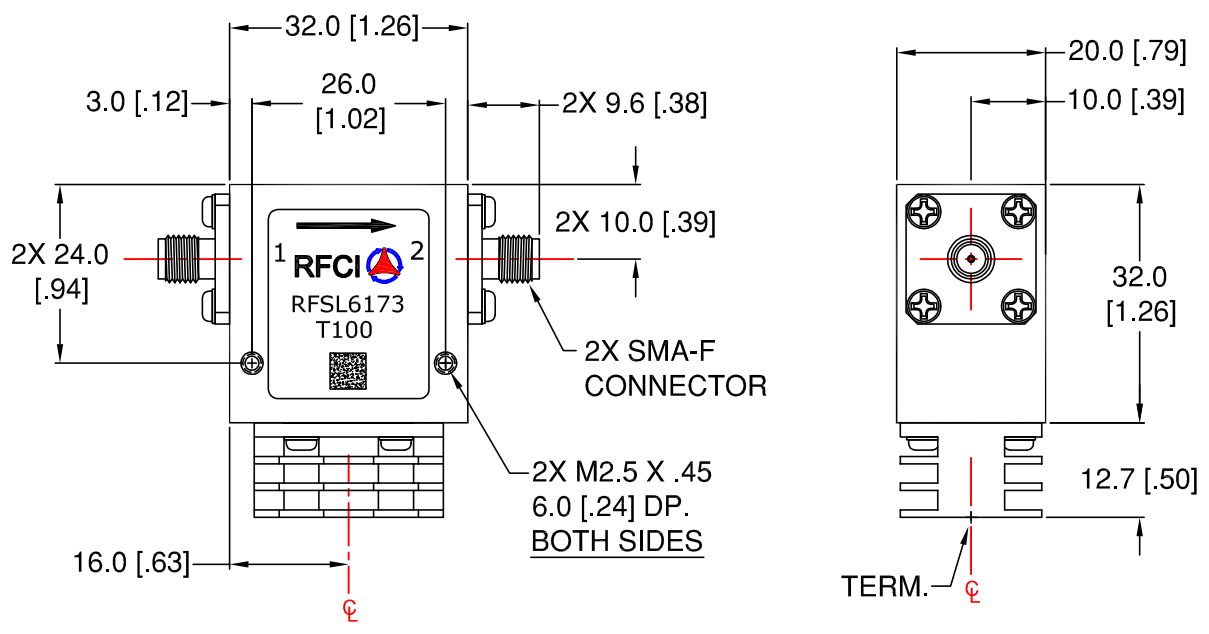 32.0 [1.26]
3.0 [.12]
26.0
[1.02]
2X 9.6 [.38]
2X 10.0 [.39]
2X 24.0
[.94]
1
2
RFCI
RFSL6173
T100
2X SMA-F
CONNECTOR
2X M2.5 X .45
6.0 [.24] DP.
BOTH SIDES
16.0 [.63]
℄
20.0 [.79]
10.0 [.39]
32.0
[1.26]
12.7 [.50]
TERM.
℄